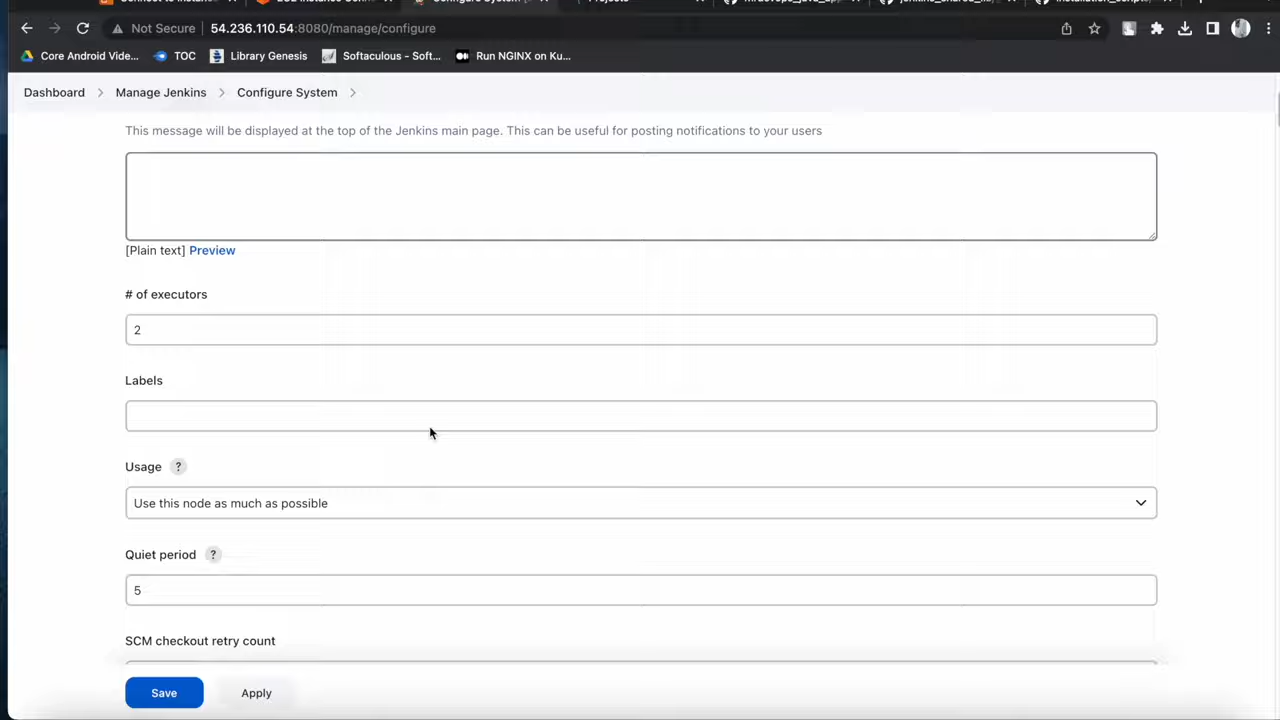 Not Secure 54.236.110.54:8080/manage/configure
Core Android Vide... TOC Library Genesis Softaculous - Soft... Run NGINX on Ku...
Dashboard Manage Jenkins Configure System
This message will be displayed at the top of the Jenkins main page. This can be useful for posting notifications to your users
[Plain text] Preview
# of executors
2
Labels
Usage ?
Use this node as much as possible
Quiet period ?
5
SCM checkout retry count
Save Apply